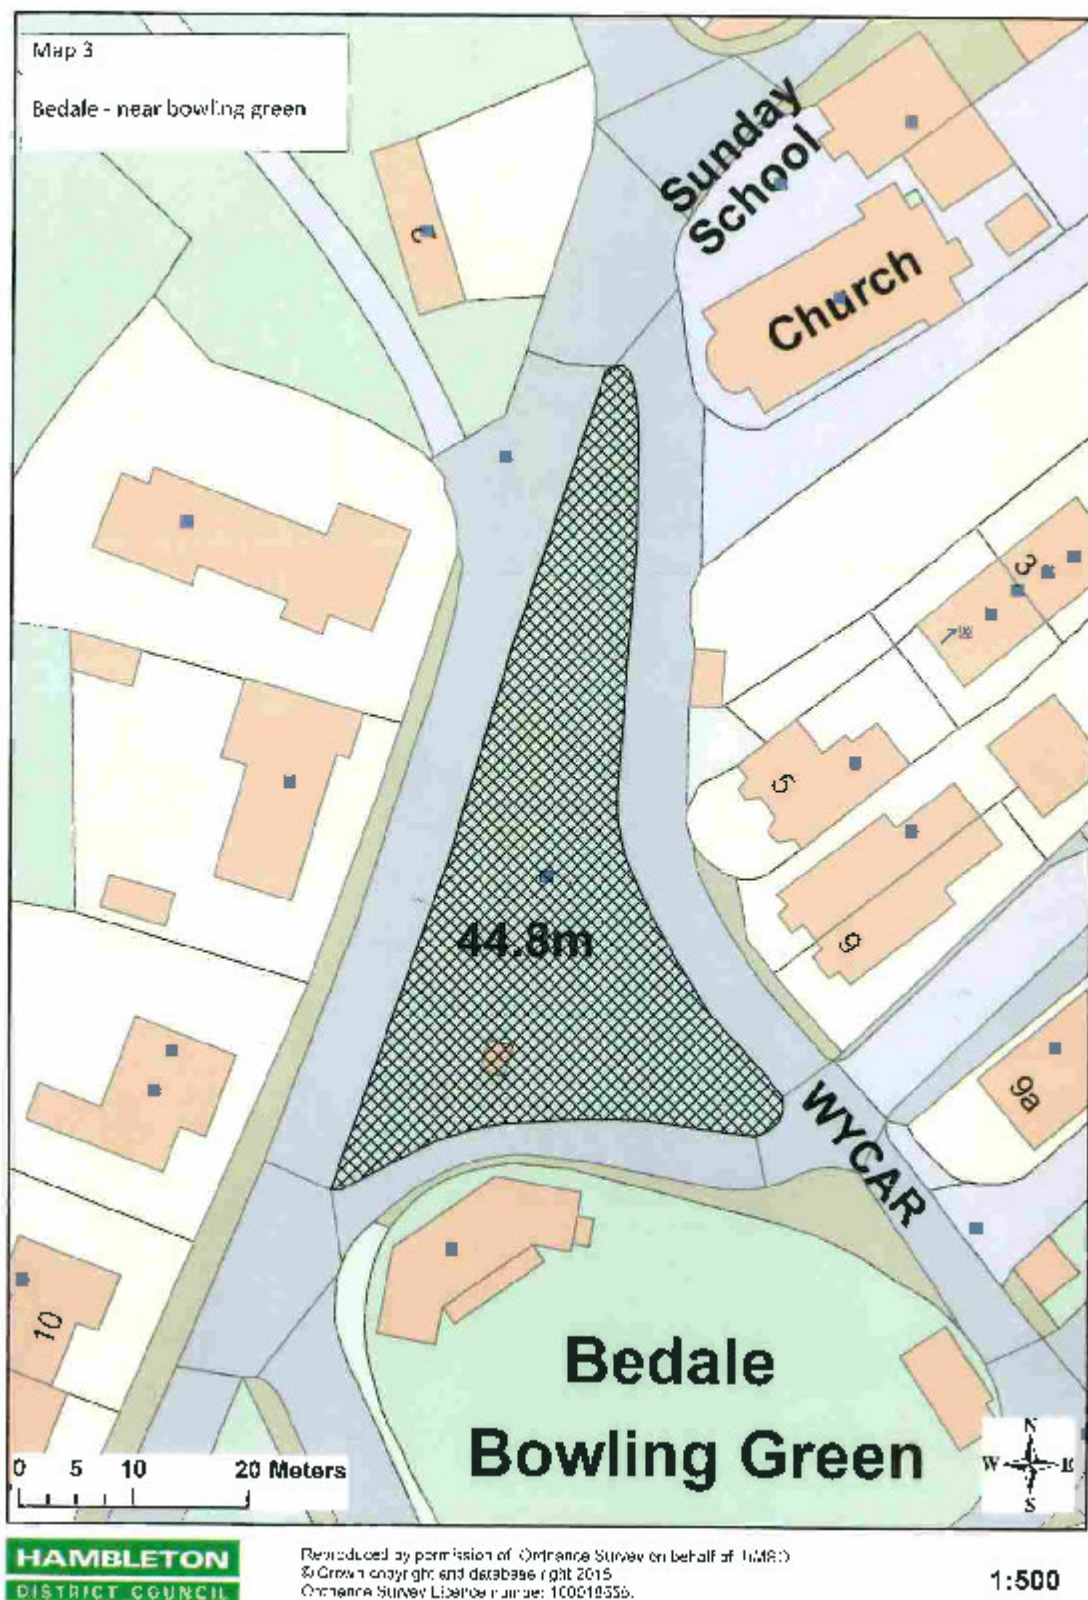 Map 3
Bedale - near bowling green
Sunday
School
2
Church
3
5
44.8m
9
9a
WYCAR
10
Bedale
Bowling Green
0 5 10 20 Meters
N
W E
S
HAMBLETON
DISTRICT COUNCIL
Reproduced by permission of Ordnance Survey on behalf of HMSO.
© Crown copyright and database right 2015
Ordnance Survey Licence number
1:500